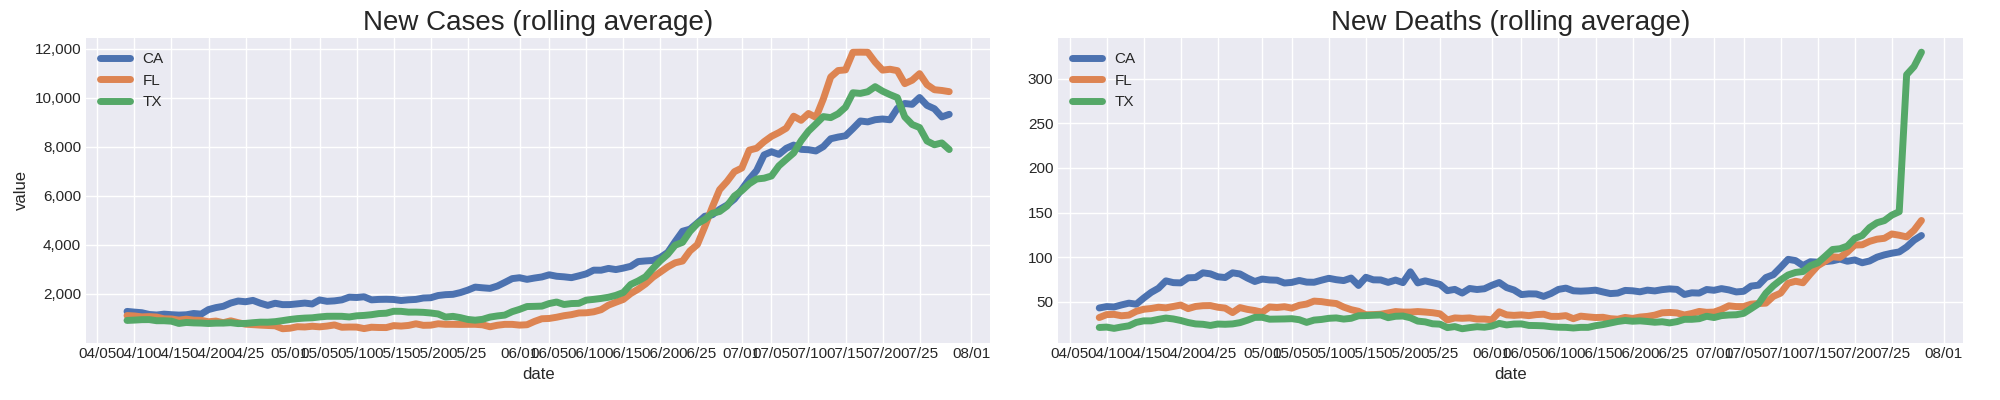 New Cases (rolling average)
12,000
10,000
8,000
6,000
4,000
2,000
value
CA
FL
TX
04/05 04/10 04/15 04/20 04/25 05/01 05/05 05/10 05/15 05/20 05/25 06/01 06/05 06/10 06/15 06/20 06/25 07/01 07/05 07/10 07/15 07/20 07/25 08/01
date
New Deaths (rolling average)
300
250
200
150
100
50
CA
FL
TX
04/05 04/10 04/15 04/20 04/25 05/01 05/05 05/10 05/15 05/20 05/25 06/01 06/05 06/10 06/15 06/20 06/25 07/01 07/05 07/10 07/15 07/20 07/25 08/01
date